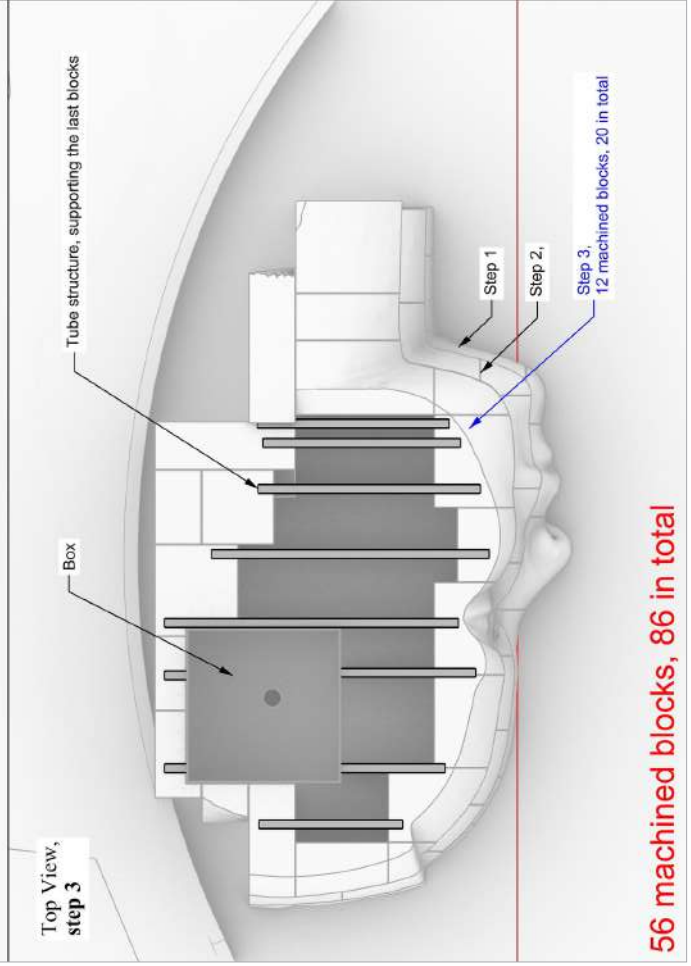 Top View,
step 3
Box
Tube structure, supporting the last blocks
Step 1
Step 2,
Step 3,
12 machined blocks, 20 in total
56 machined blocks, 86 in total